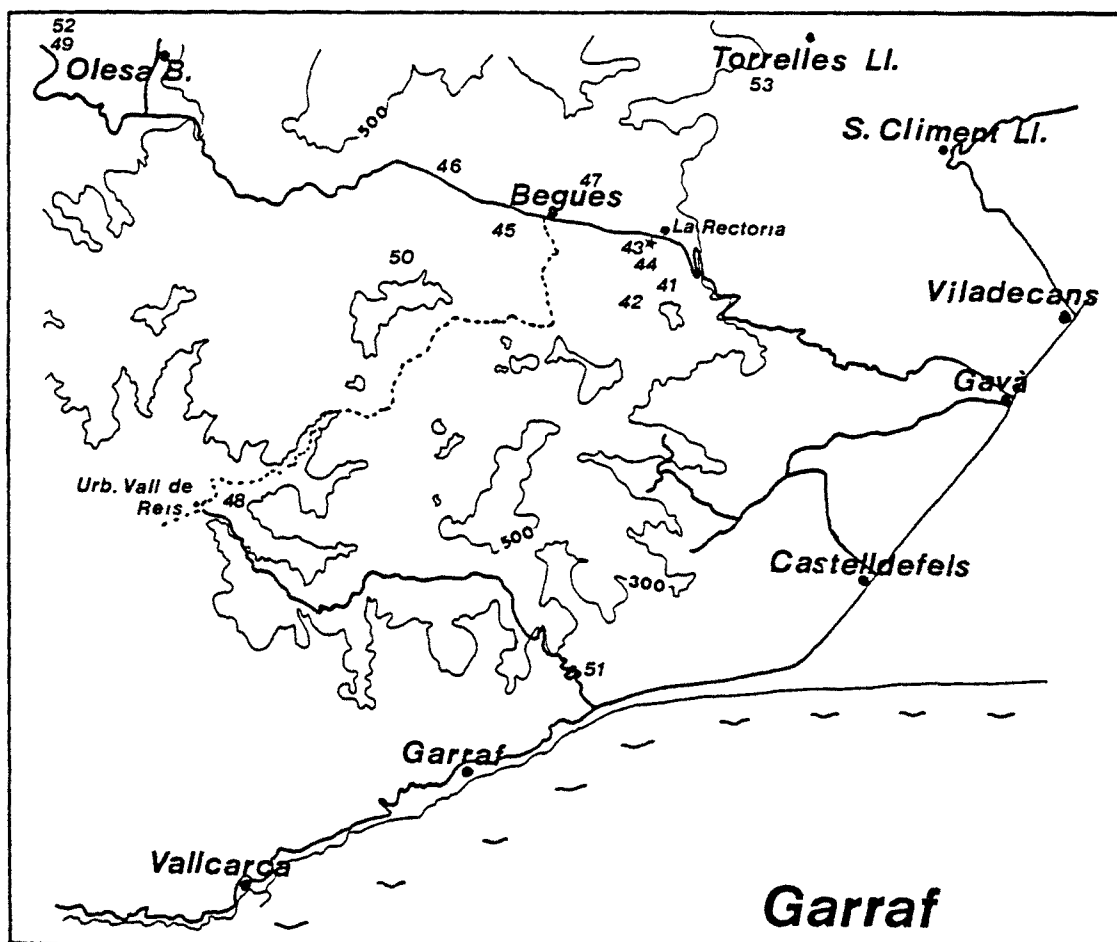 52
49
Olesa B.
Torrelles Ll.
53
500
S. Climent Ll.
46
47
Begues
45
La Rectoria
43*
44
50
41
42
Viladecans
Gavà
Urb. Vall de
Reis
48
500
300
Castelldefels
51
Garraf
Vallcarca
Garraf